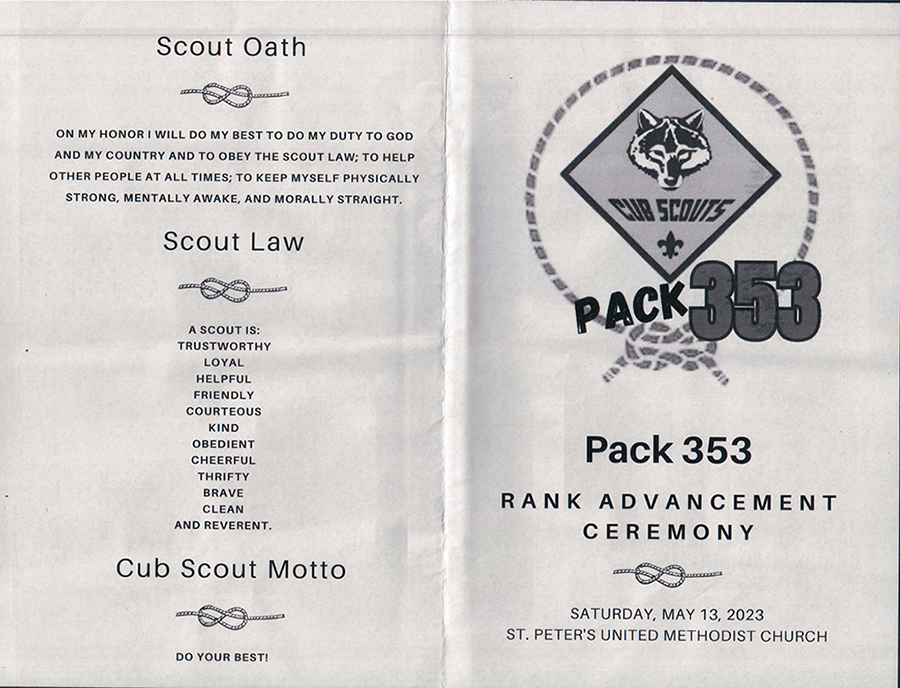 Scout Oath
ON MY HONOR I WILL DO MY BEST TO DO MY DUTY TO GOD
AND MY COUNTRY AND TO OBEY THE SCOUT LAW; TO HELP
OTHER PEOPLE AT ALL TIMES; TO KEEP MYSELF PHYSICALLY
STRONG, MENTALLY AWAKE, AND MORALLY STRAIGHT.
Scout Law
A SCOUT IS:
TRUSTWORTHY
LOYAL
HELPFUL
FRIENDLY
COURTEOUS
KIND
OBEDIENT
CHEERFUL
THRIFTY
BRAVE
CLEAN
AND REVERENT.
Cub Scout Motto
DO YOUR BEST!
CUB SCOUTS
PACK 353
Pack 353
RANK ADVANCEMENT
CEREMONY
SATURDAY, MAY 13, 2023
ST. PETER'S UNITED METHODIST CHURCH